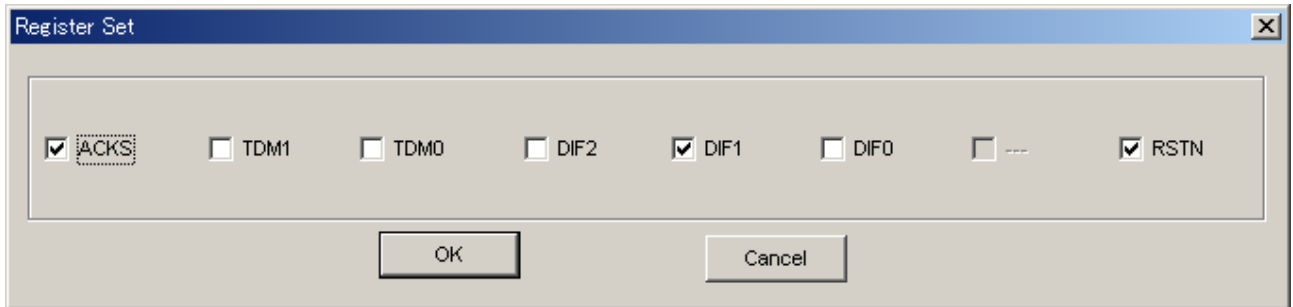 Register Set
ACKS TDM1 TDM0 DIF2 DIF1 DIF0 --- RSTN
OK Cancel